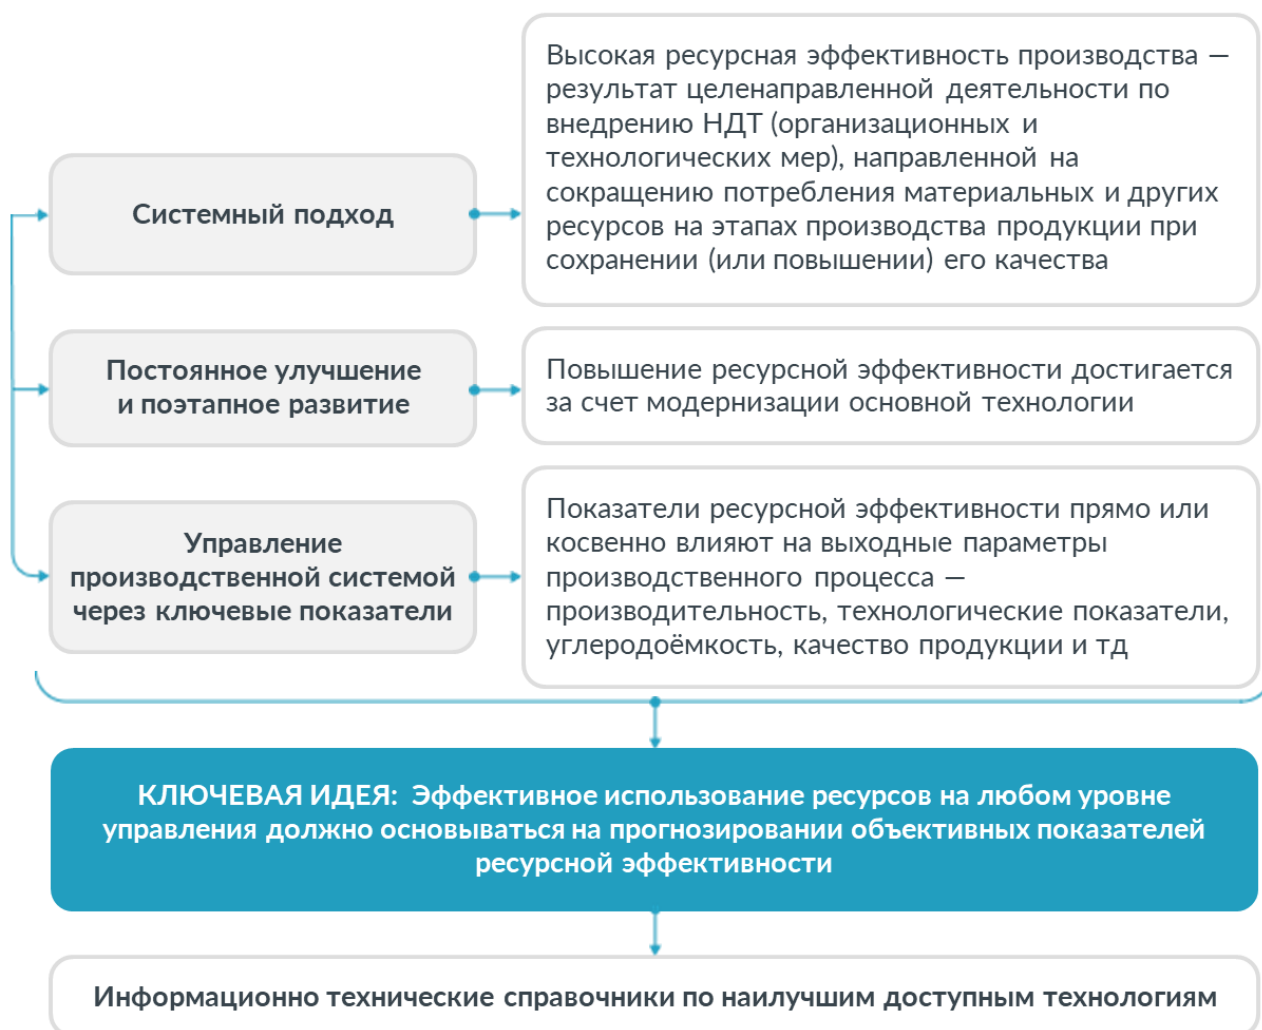 Системный подход
Высокая ресурсная эффективность производства —
результат целенаправленной деятельности по
внедрению НДТ (организационных и
технологических мер), направленной на
сокращению потребления материальных и других
ресурсов на этапах производства продукции при
сохранении (или повышении) его качества
Постоянное улучшение
и поэтапное развитие
Повышение ресурсной эффективности достигается
за счет модернизации основной технологии
Управление
производственной системой
через ключевые показатели
Показатели ресурсной эффективности прямо или
косвенно влияют на выходные параметры
производственного процесса —
производительность, технологические показатели,
углеродоёмкость, качество продукции и тд
КЛЮЧЕВАЯ ИДЕЯ: Эффективное использование ресурсов на любом уровне
управления должно основываться на прогнозировании объективных показателей
ресурсной эффективности
Информационно технические справочники по наилучшим доступным технологиям